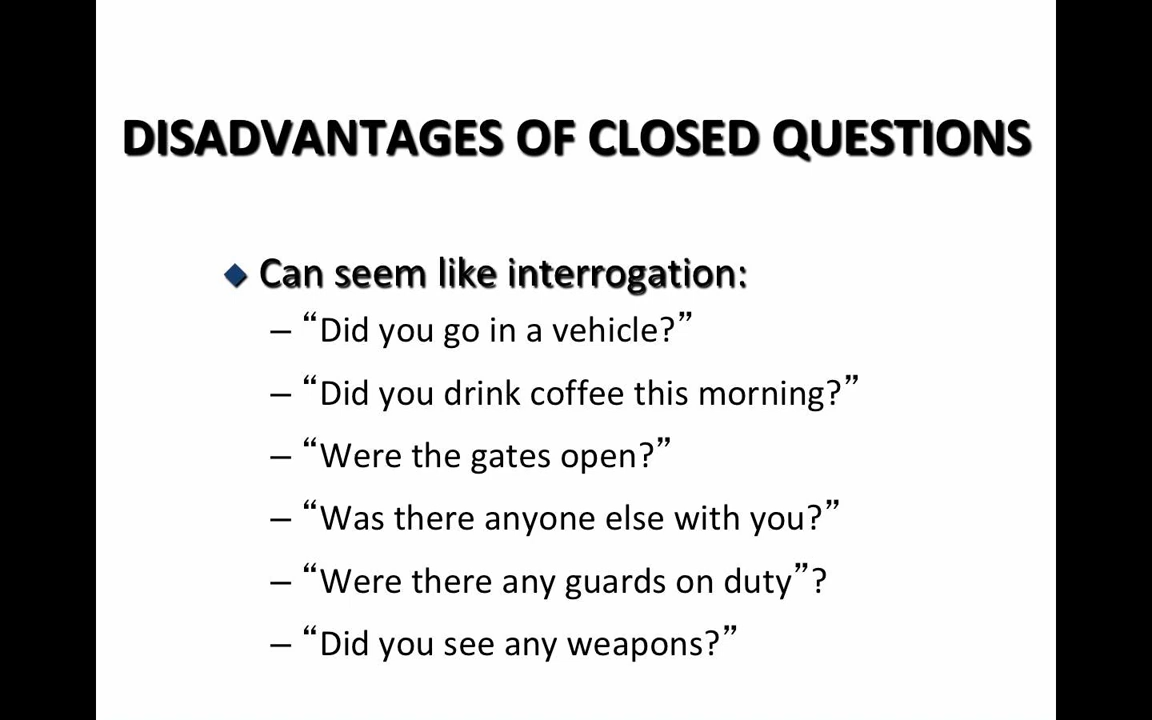 DISADVANTAGES OF CLOSED QUESTIONS
Can seem like interrogation:
– “Did you go in a vehicle?”
– “Did you drink coffee this morning?”
– “Were the gates open?”
– “Was there anyone else with you?”
– “Were there any guards on duty”?
– “Did you see any weapons?”